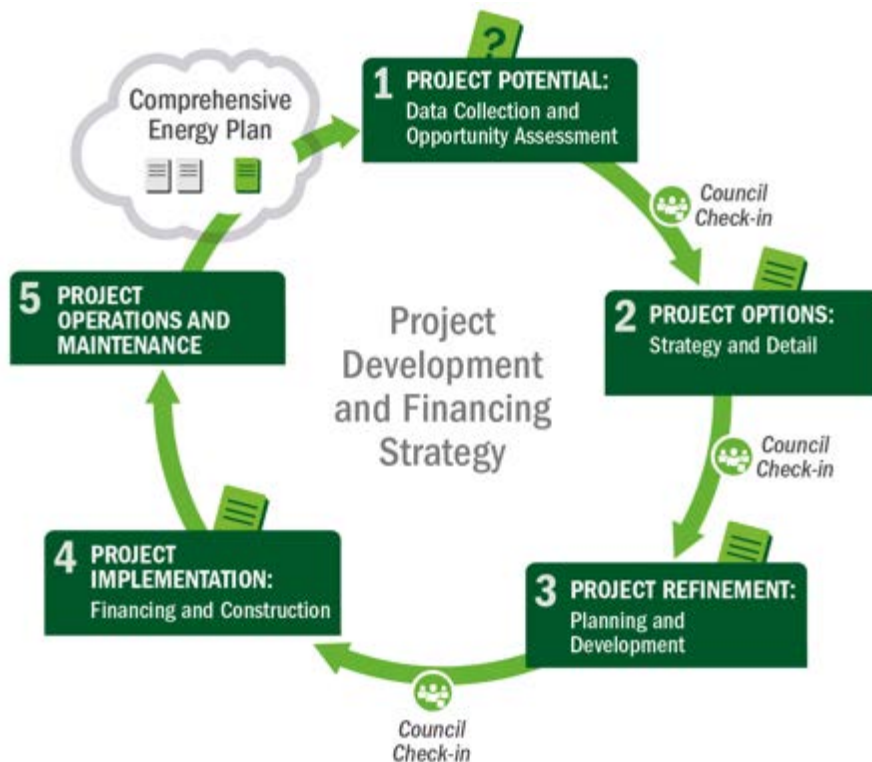 Comprehensive
Energy Plan
?
1 PROJECT POTENTIAL:
Data Collection and
Opportunity Assessment
Council
Check-in
2 PROJECT OPTIONS:
Strategy and Detail
Council
Check-in
3 PROJECT REFINEMENT:
Planning and
Development
Council
Check-in
4 PROJECT
IMPLEMENTATION:
Financing and Construction
5 PROJECT
OPERATIONS AND
MAINTENANCE
Project
Development
and Financing
Strategy